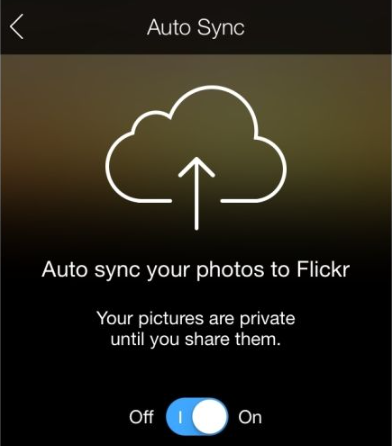 Auto Sync
Auto sync your photos to Flickr
Your pictures are private
until you share them.
Off On